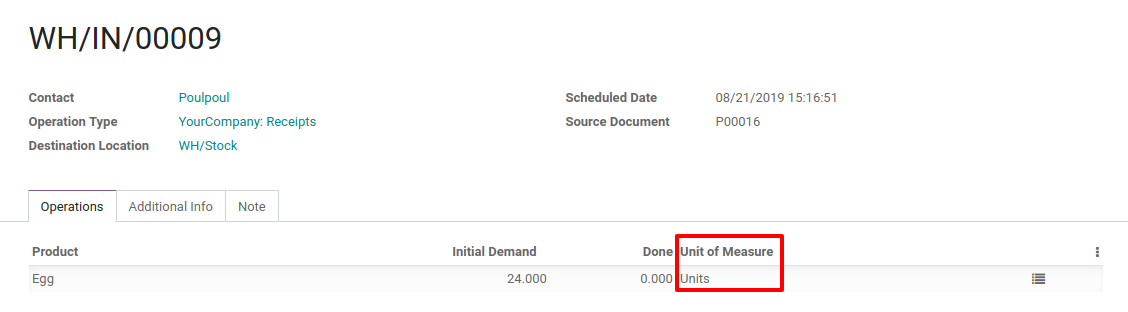 WH/IN/00009
Contact Poulpoul Scheduled Date 08/21/2019 15:16:51
Operation Type YourCompany: Receipts Source Document P00016
Destination Location WH/Stock
Operations Additional Info Note
Product Initial Demand Done Unit of Measure
Egg 24.000 0.000 Units